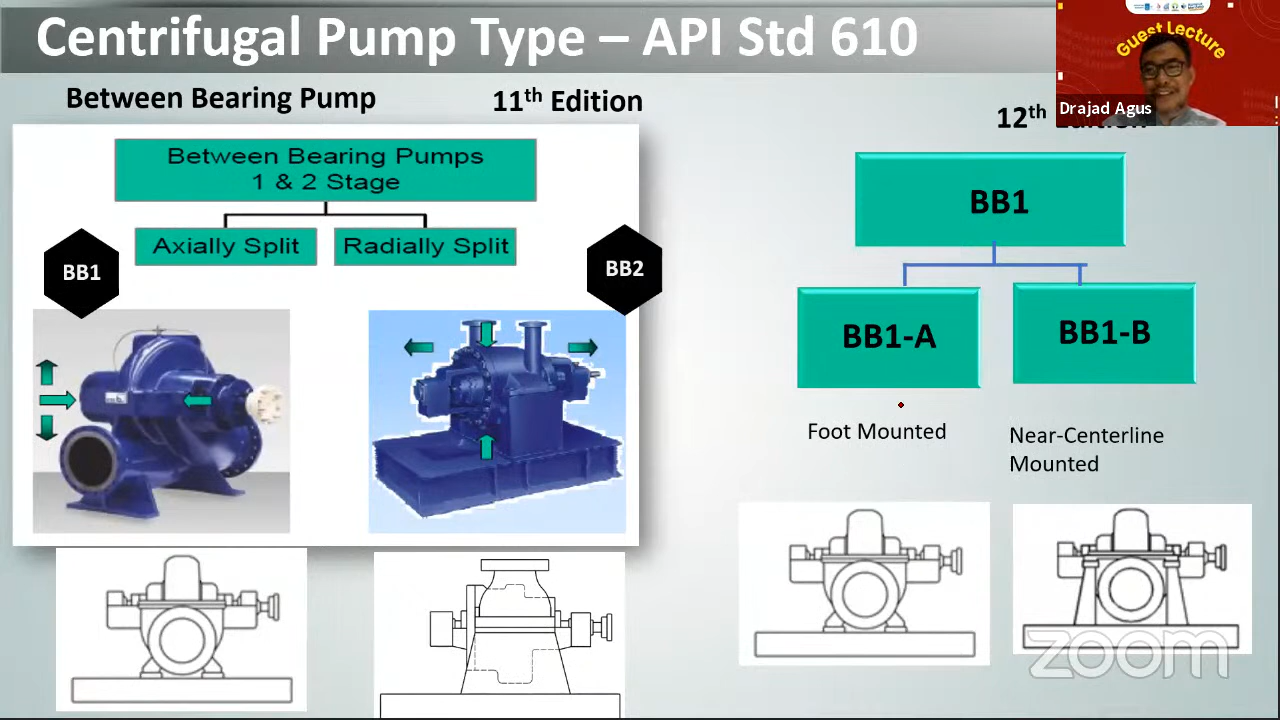 Centrifugal Pump Type – API Std 610
Guest Lecture
Drajad Agus
Between Bearing Pump
11th Edition
12th
Between Bearing Pumps
1 & 2 Stage
Axially Split
Radially Split
BB1
BB2
BB1
BB1-A
BB1-B
Foot Mounted
Near-Centerline
Mounted
zoom